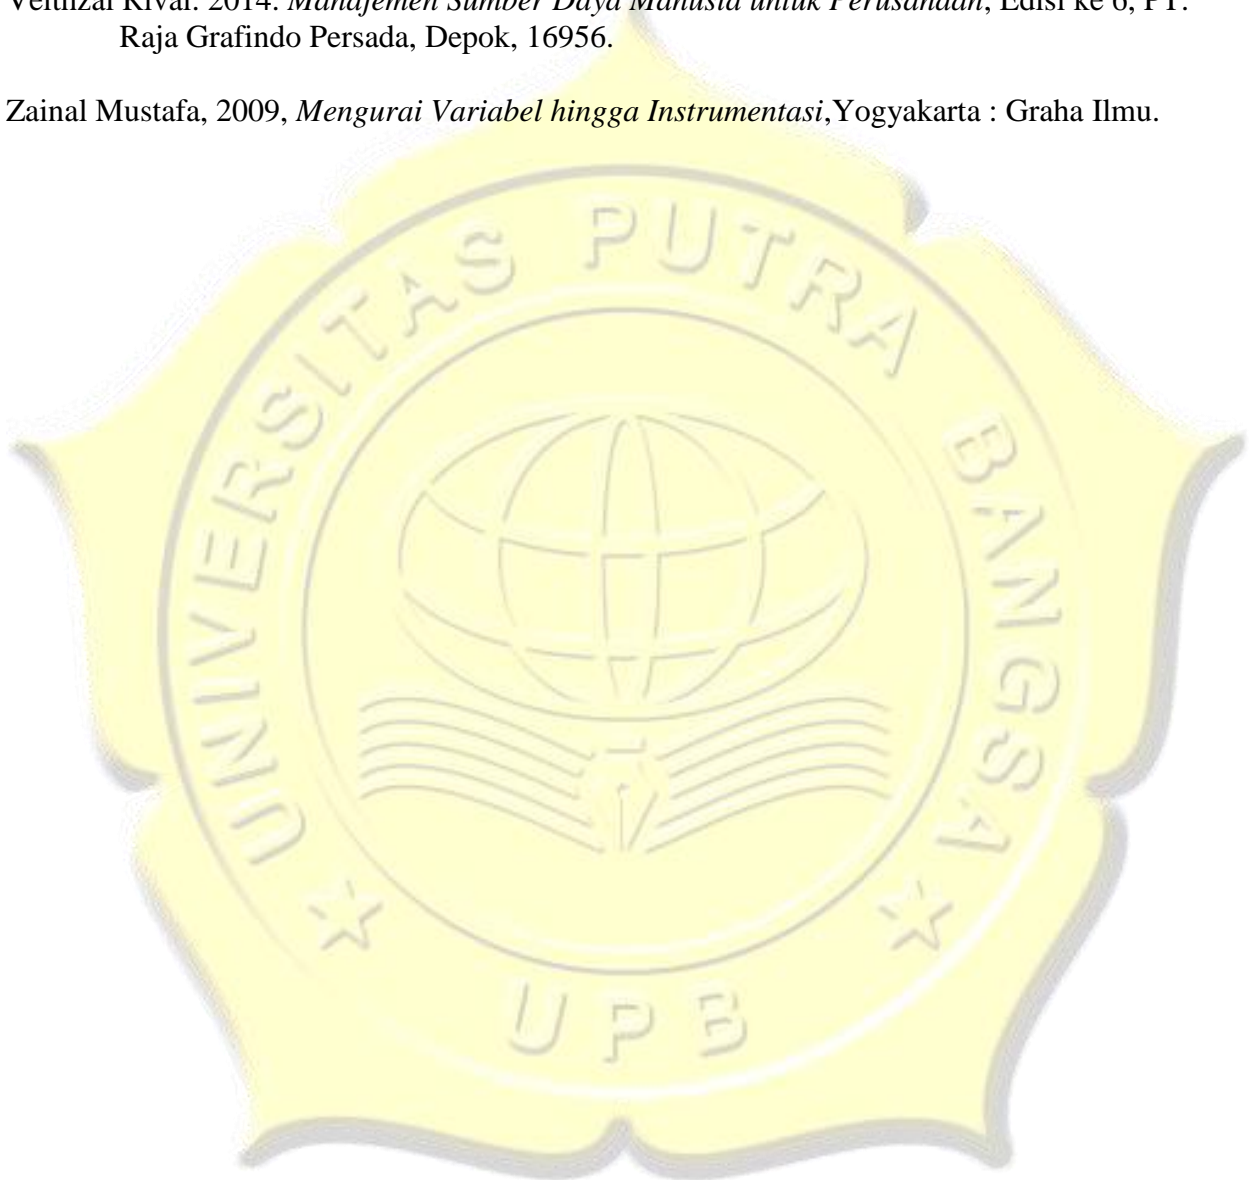 Veithzal Rivai. 2014. Manajemen Sumber Daya Manusia untuk Perusahaan, Edisi ke 6, PT.
Raja Grafindo Persada, Depok, 16956.
Zainal Mustafa, 2009, Mengurai Variabel hingga Instrumentasi,Yogyakarta : Graha Ilmu.
UNIVERSITAS PUTRA BANGSA
UPB